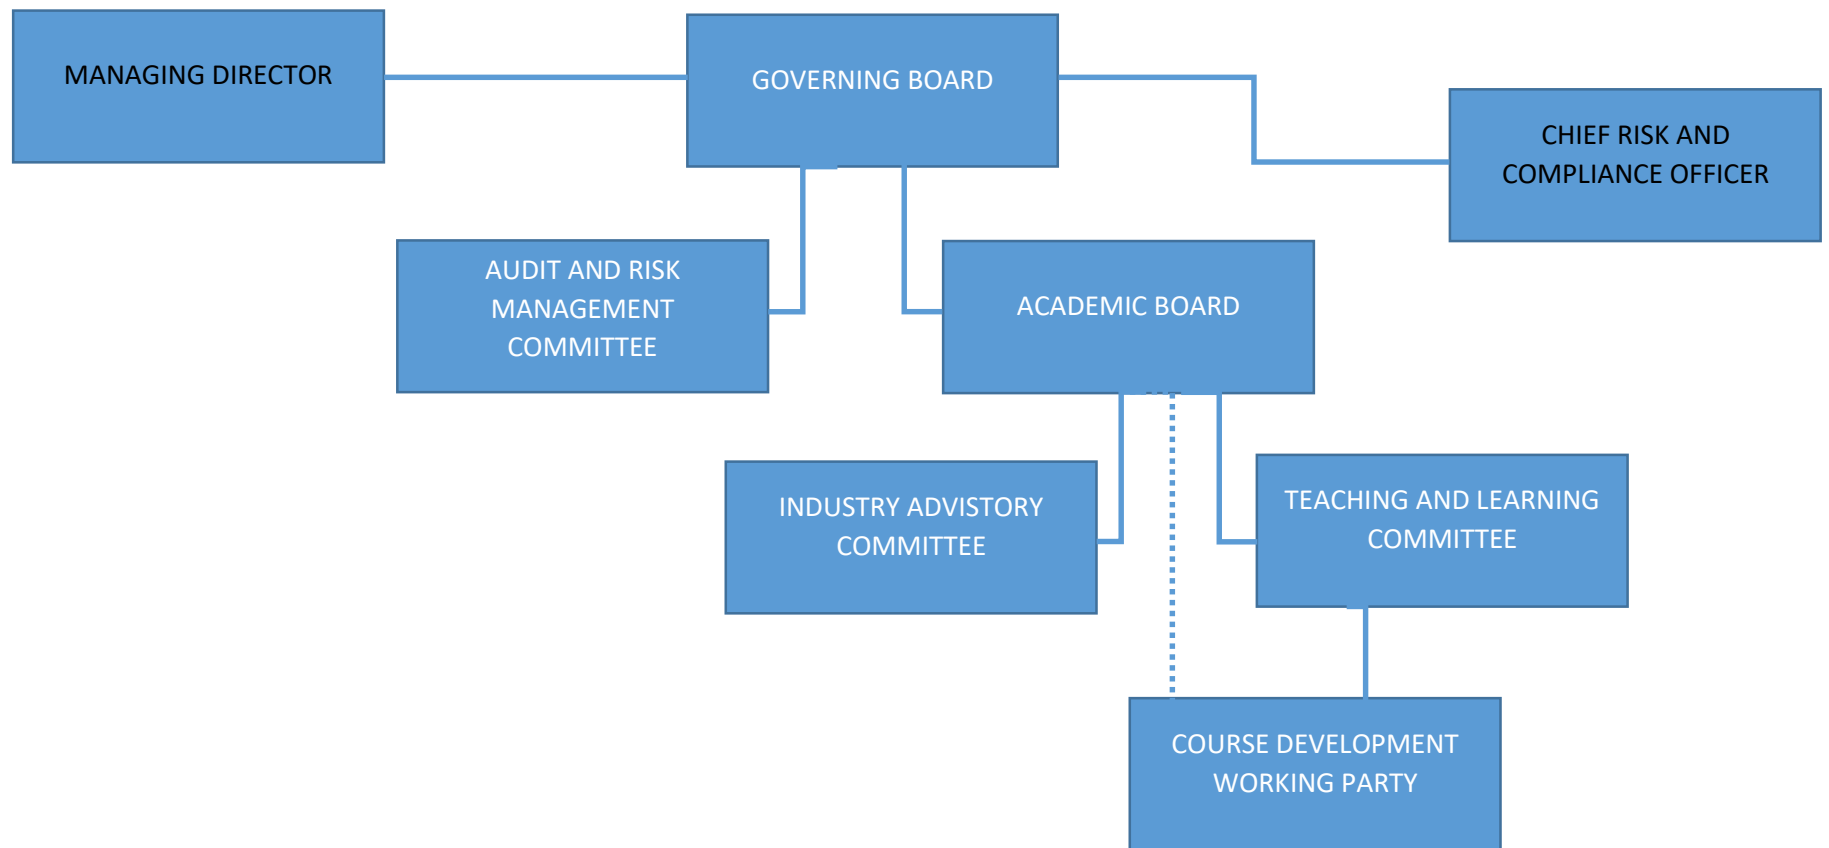 MANAGING DIRECTOR
GOVERNING BOARD
CHIEF RISK AND
COMPLIANCE OFFICER
AUDIT AND RISK
MANAGEMENT
COMMITTEE
ACADEMIC BOARD
INDUSTRY ADVISTORY
COMMITTEE
TEACHING AND LEARNING
COMMITTEE
COURSE DEVELOPMENT
WORKING PARTY